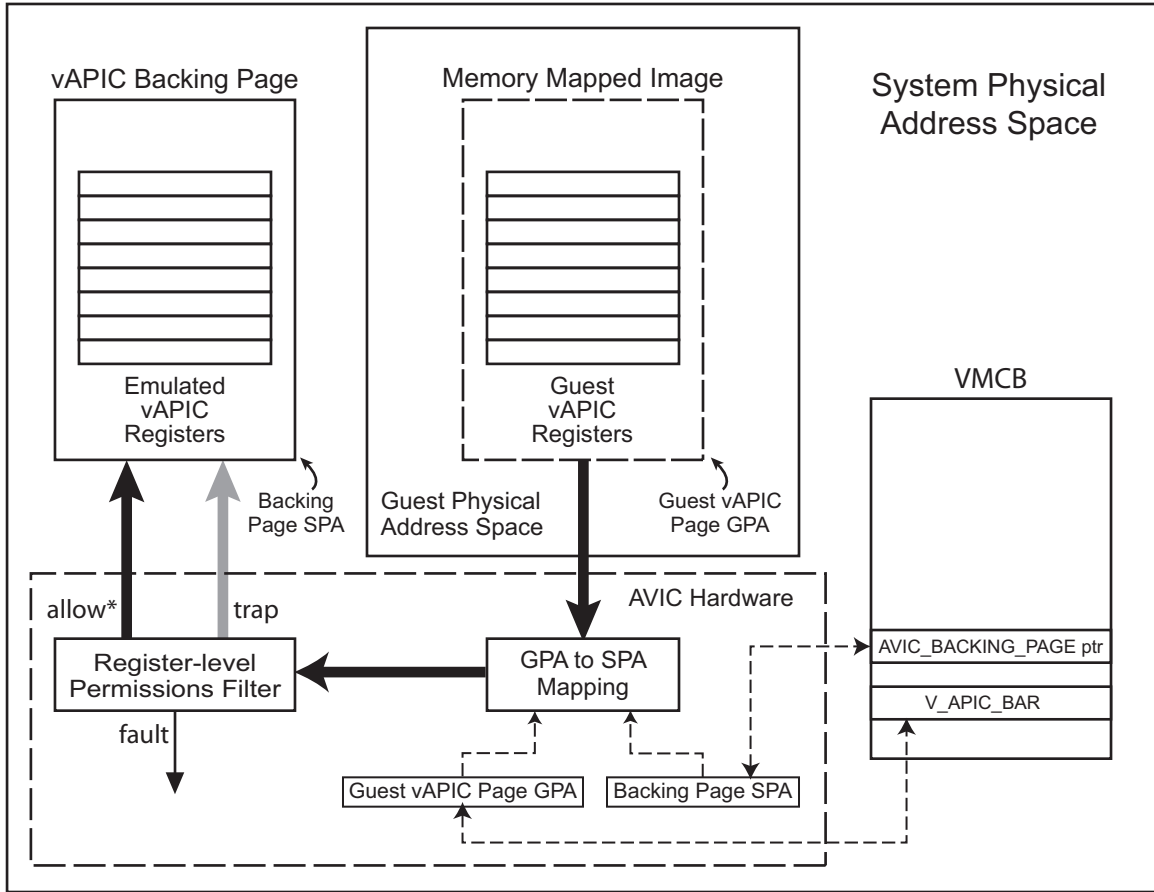 vAPIC Backing Page
Emulated
vAPIC
Registers
Backing
Page SPA
Memory Mapped Image
Guest
vAPIC
Registers
Guest Physical
Address Space
Guest vAPIC
Page GPA
System Physical
Address Space
VMCB
AVIC_BACKING_PAGE ptr
V_APIC_BAR
AVIC Hardware
allow*
trap
Register-level
Permissions Filter
fault
GPA to SPA
Mapping
Guest vAPIC Page GPA
Backing Page SPA